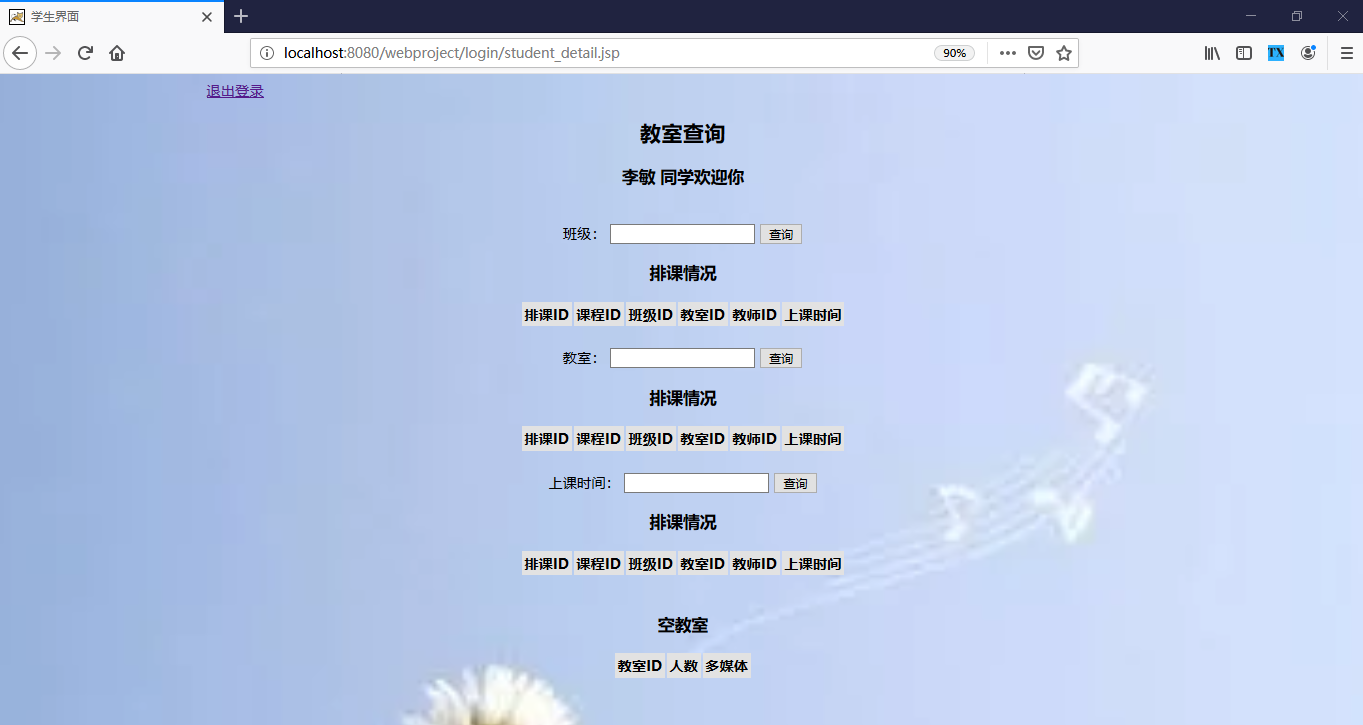 学生界面
localhost:8080/webproject/login/student_detail.jsp 90% TX
退出登录
教室查询
李敏 同学欢迎你
班级： 查询
排课情况
排课ID 课程ID 班级ID 教室ID 教师ID 上课时间
教室： 查询
排课情况
排课ID 课程ID 班级ID 教室ID 教师ID 上课时间
上课时间： 查询
排课情况
排课ID 课程ID 班级ID 教室ID 教师ID 上课时间
空教室
教室ID 人数 多媒体